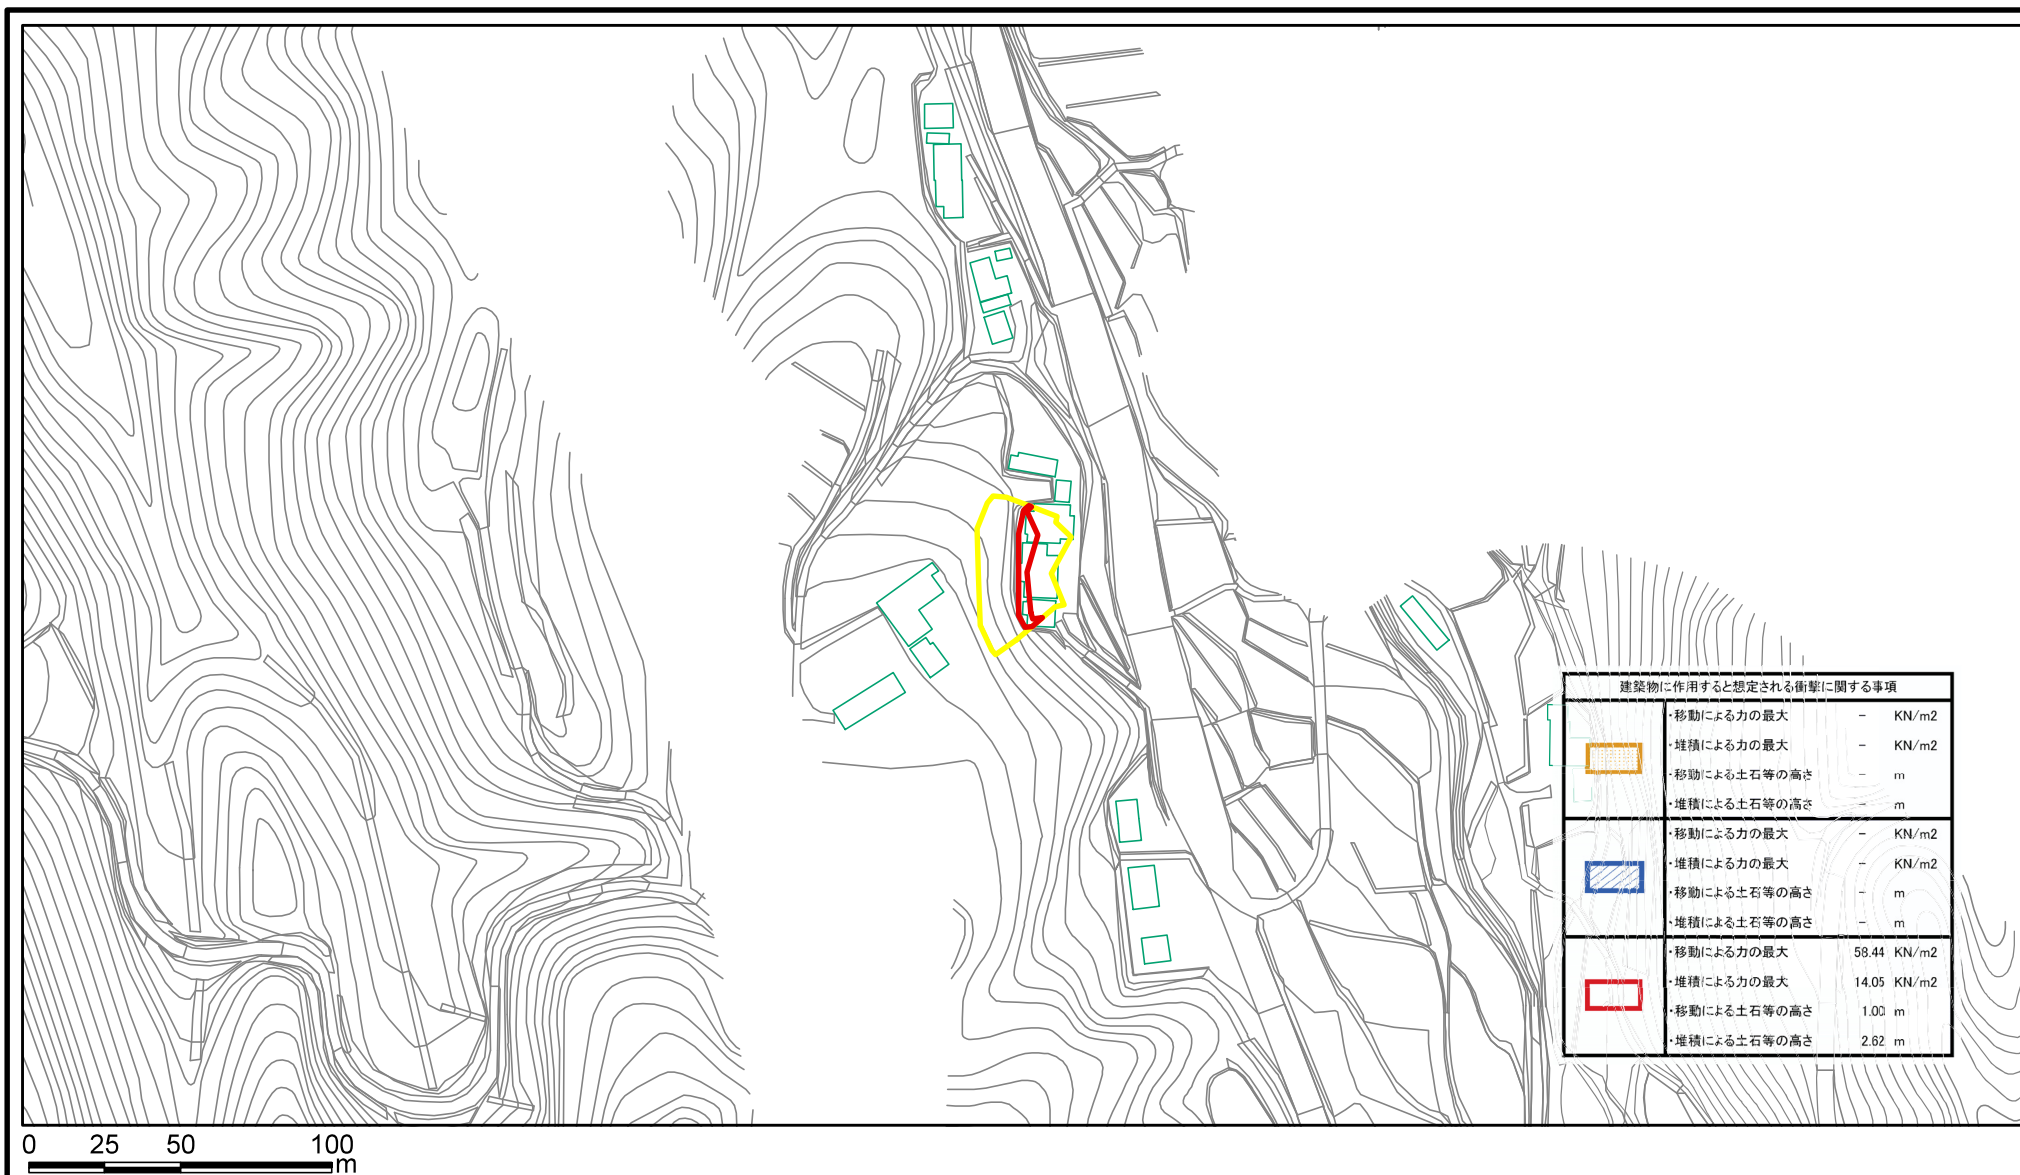 建築物に作用すると想定される衝撃に関する事項
・移動による力の最大 - KN/m2
・堆積による力の最大 - KN/m2
・移動による土石等の高さ - m
・堆積による土石等の高さ - m
・移動による力の最大 - KN/m2
・堆積による力の最大 - KN/m2
・移動による土石等の高さ - m
・堆積による土石等の高さ - m
・移動による力の最大 58.44 KN/m2
・堆積による力の最大 14.05 KN/m2
・移動による土石等の高さ 1.00 m
・堆積による土石等の高さ 2.62 m
0 25 50 100
m